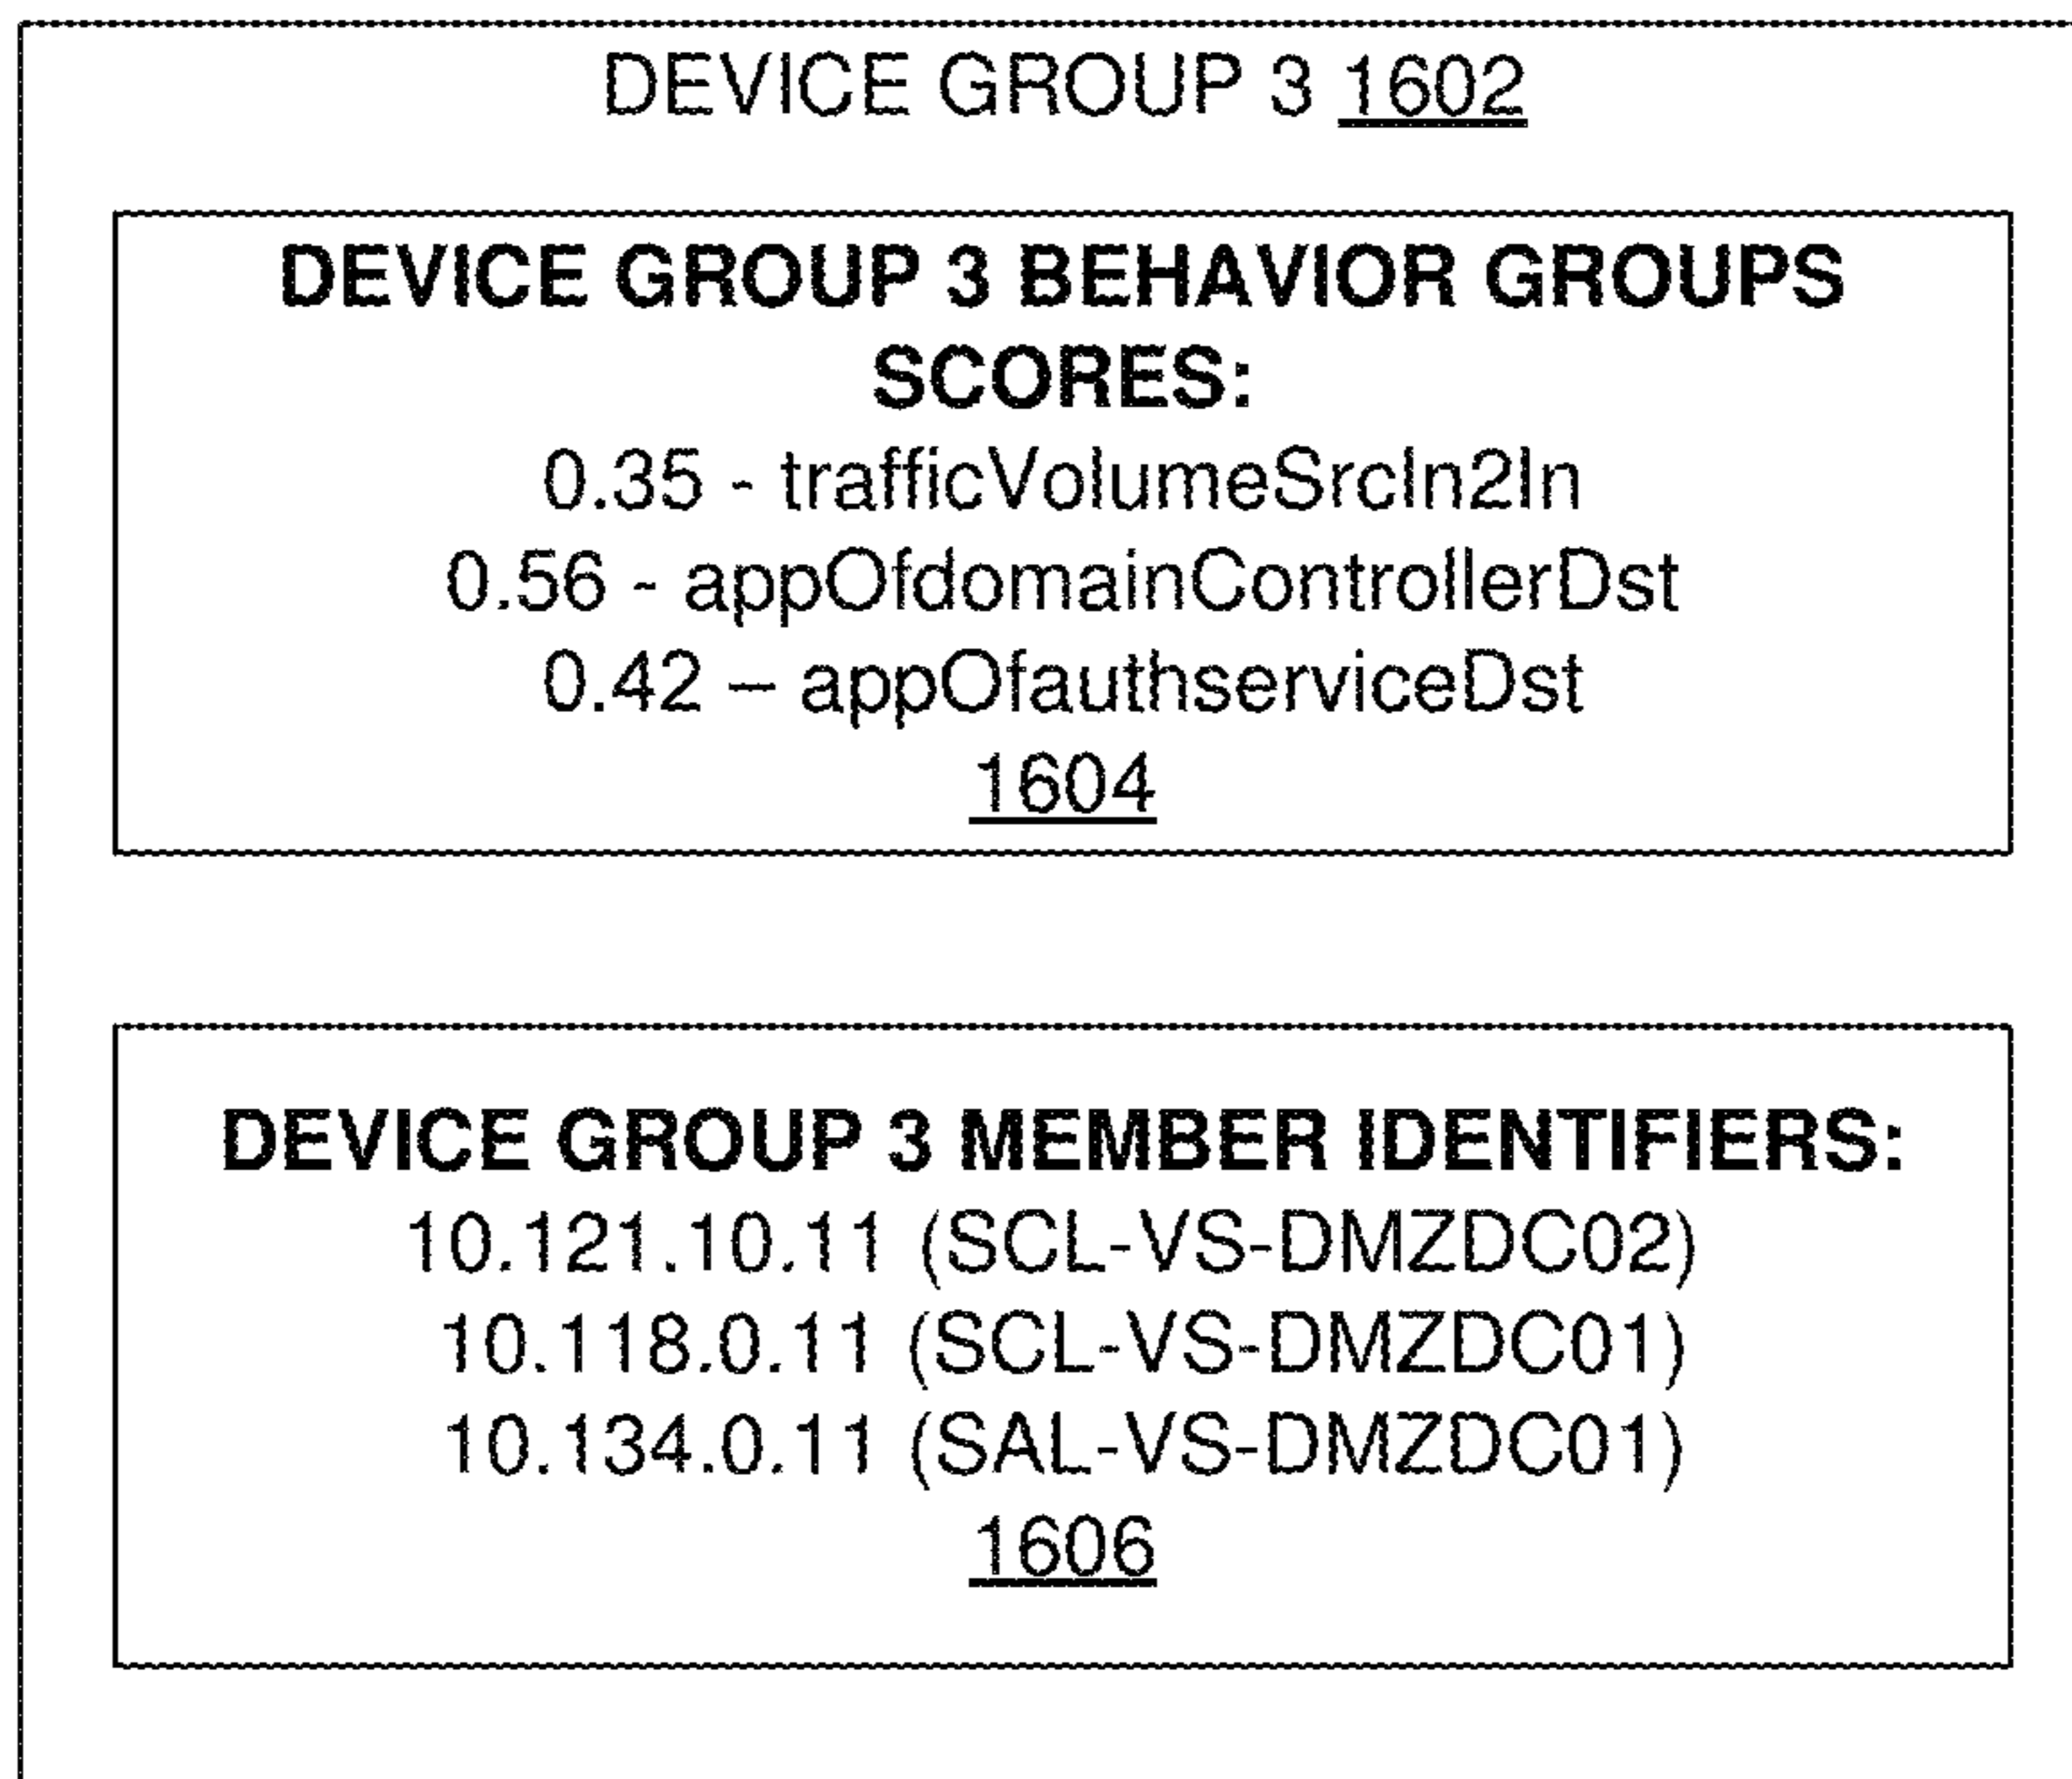 DEVICE GROUP 3 1602
DEVICE GROUP 3 BEHAVIOR GROUPS
SCORES:
0.35 - trafficVolumeSrcIn2In
0.56 - appOfdomainControllerDst
0.42 – appOfauthserviceDst
1604
DEVICE GROUP 3 MEMBER IDENTIFIERS:
10.121.10.11 (SCL-VS-DMZDC02)
10.118.0.11 (SCL-VS-DMZDC01)
10.134.0.11 (SAL-VS-DMZDC01)
1606